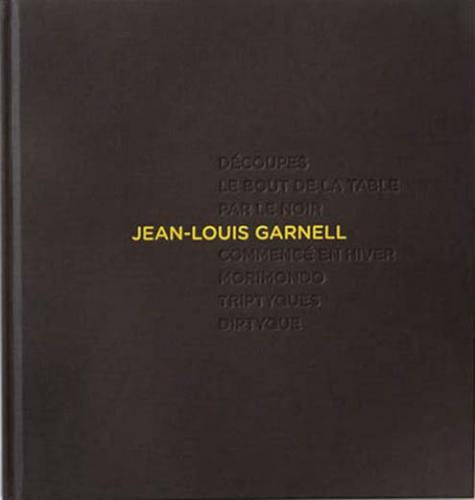 DÉCOUPES
LE BOUT DE LA TABLE
PAR LE NOIR
JEAN-LOUIS GARNELL
COMMENCÉ EN HIVER
MORIMONDO
TRIPTYQUES
DIPTYQUE